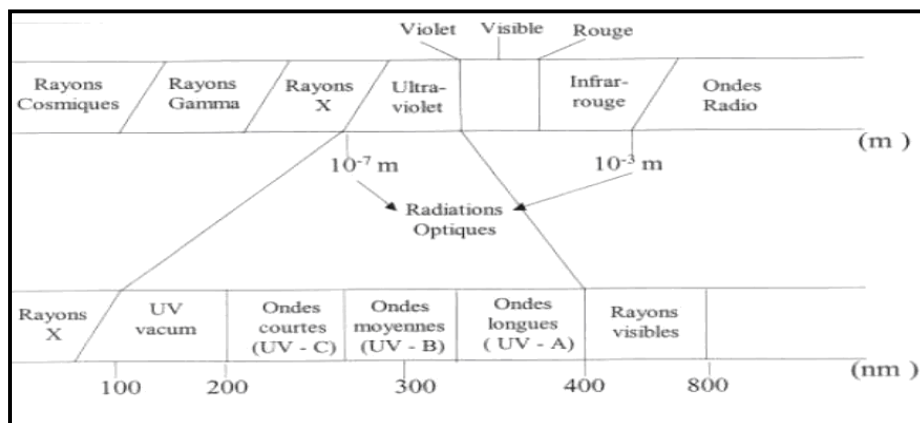 Violet Visible Rouge
Rayons Cosmiques
Rayons Gamma
Rayons X
Ultra-violet
Infrar-rouge
Ondes Radio
(m )
10-7 m
10-3 m
Radiations
Optiques
Rayons X
UV vacum
Ondes courtes (UV - C)
Ondes moyennes (UV - B)
Ondes longues ( UV - A)
Rayons visibles
100 200 300 400 800 (nm )